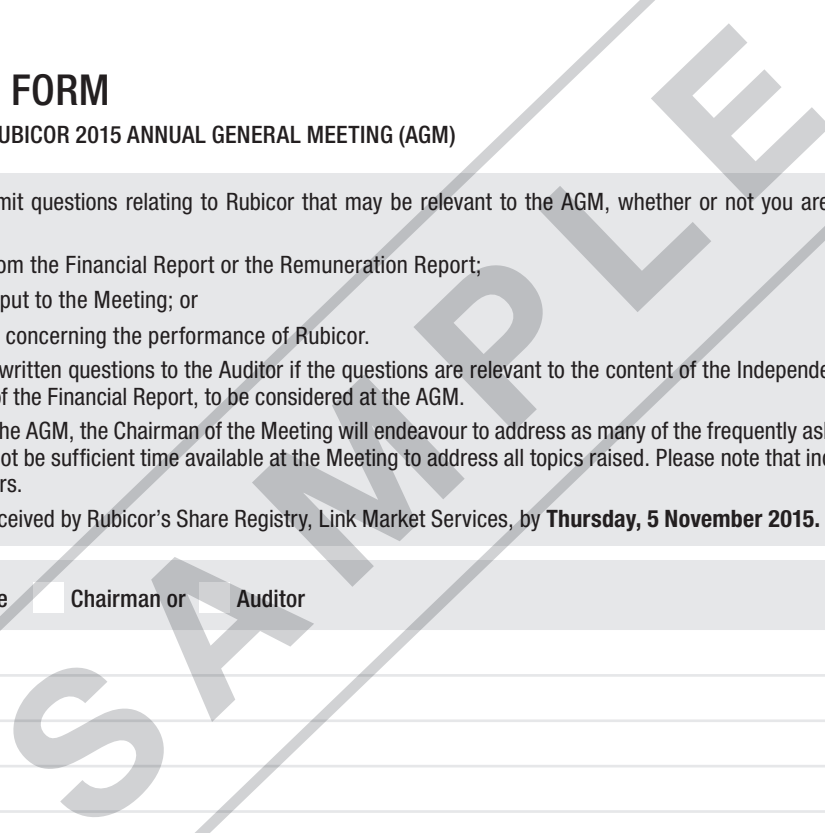 FORM
UBICOR 2015 ANNUAL GENERAL MEETING (AGM)
mit questions relating to Rubicor that may be relevant to the AGM, whether or not you are
om the Financial Report or the Remuneration Report;
put to the Meeting; or
concerning the performance of Rubicor.
written questions to the Auditor if the questions are relevant to the content of the Independe
of the Financial Report, to be considered at the AGM.
he AGM, the Chairman of the Meeting will endeavour to address as many of the frequently as
ot be sufficient time available at the Meeting to address all topics raised. Please note that in
rs.
ceived by Rubicor's Share Registry, Link Market Services, by Thursday, 5 November 2015.
e Chairman or Auditor
SAMPLE